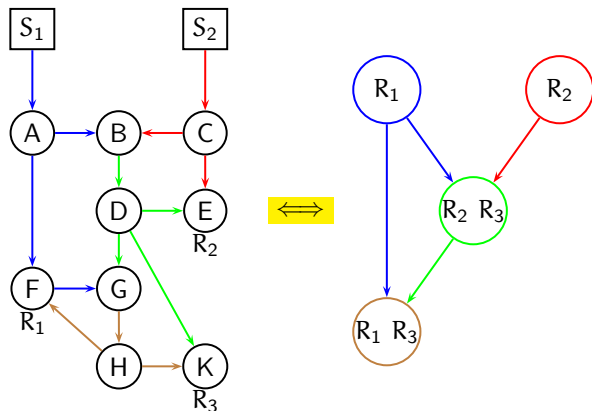 S₁ S₂
R₁ R₂
A B C
D E
R₂
⟺
R₂ R₃
F G
R₁
R₁ R₃
H K
R₃